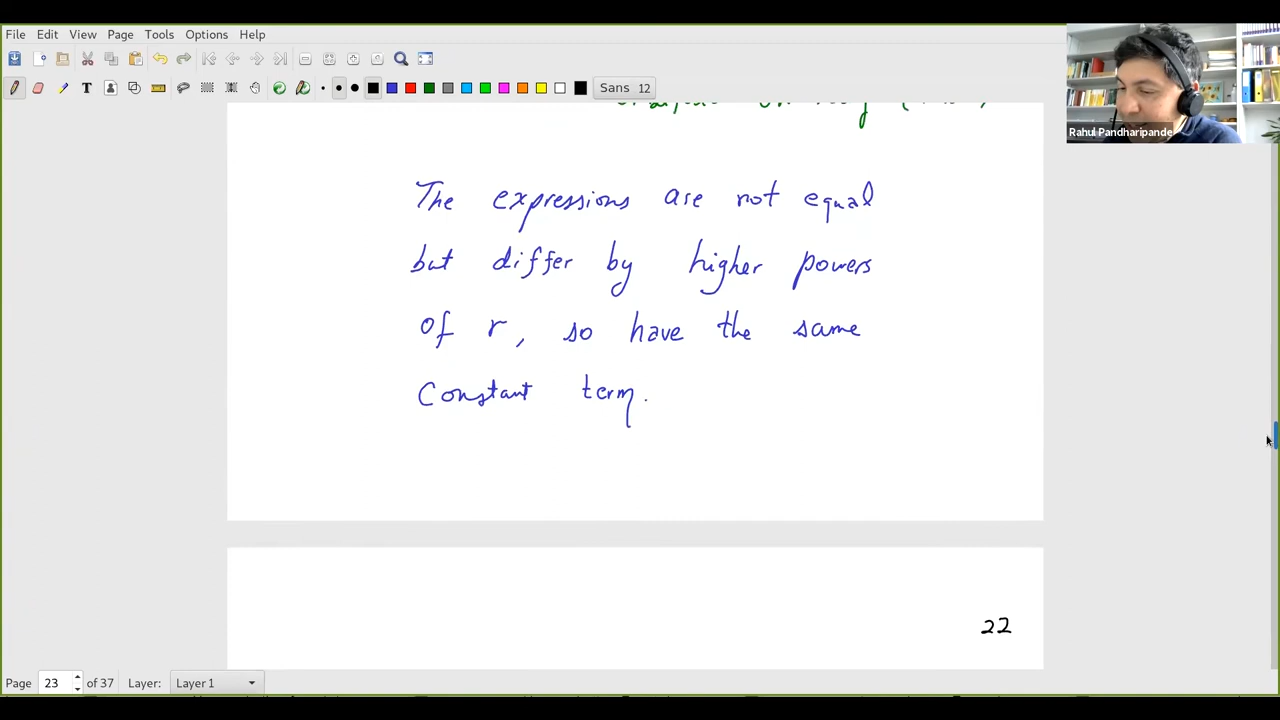 File Edit View Page Tools Options Help
Sans 12
Rahul Pandharipande
The expressions are not equal
but differ by higher powers
of r, so have the same
Constant term.
22
Page 23 of 37 Layer: Layer 1